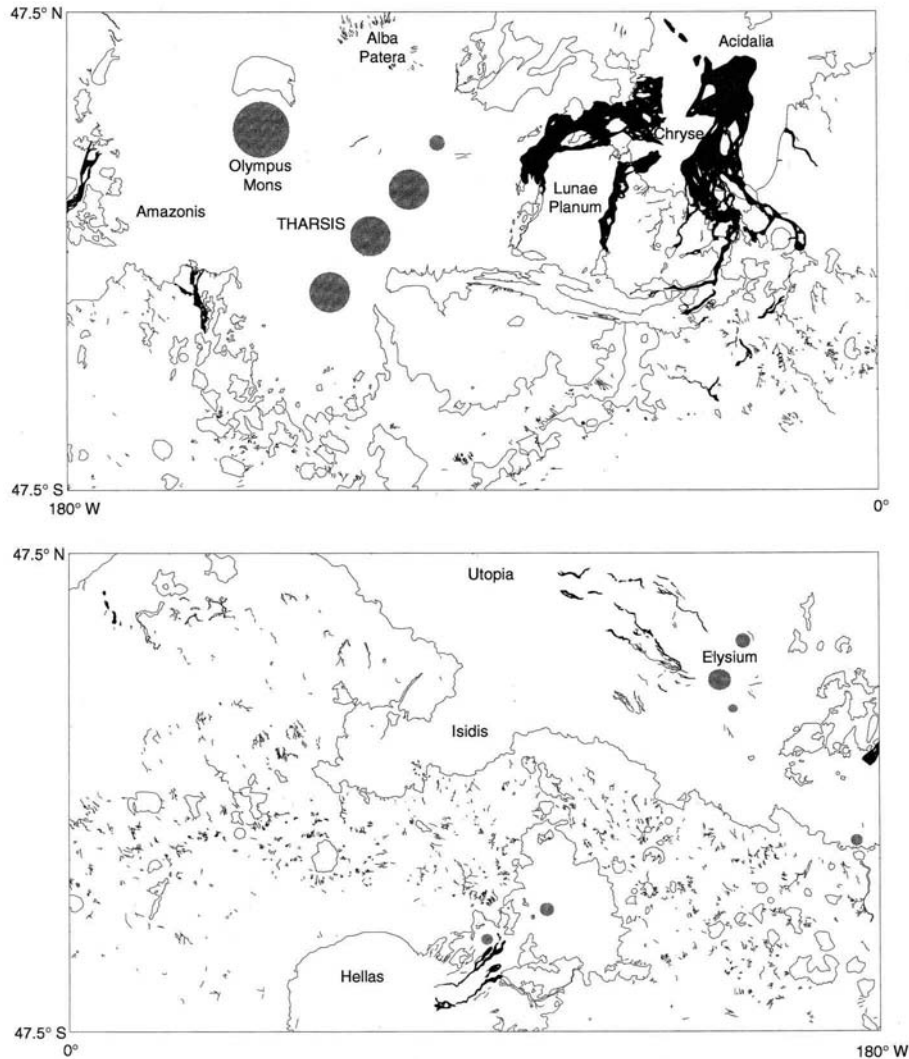 47.5° N
Alba
Patera
Acidalia
Olympus
Mons
Chryse
Lunae
Planum
Amazonis
THARSIS
47.5° S
180° W
0°
47.5° N
Utopia
Elysium
Isidis
Hellas
47.5° S
0°
180° W